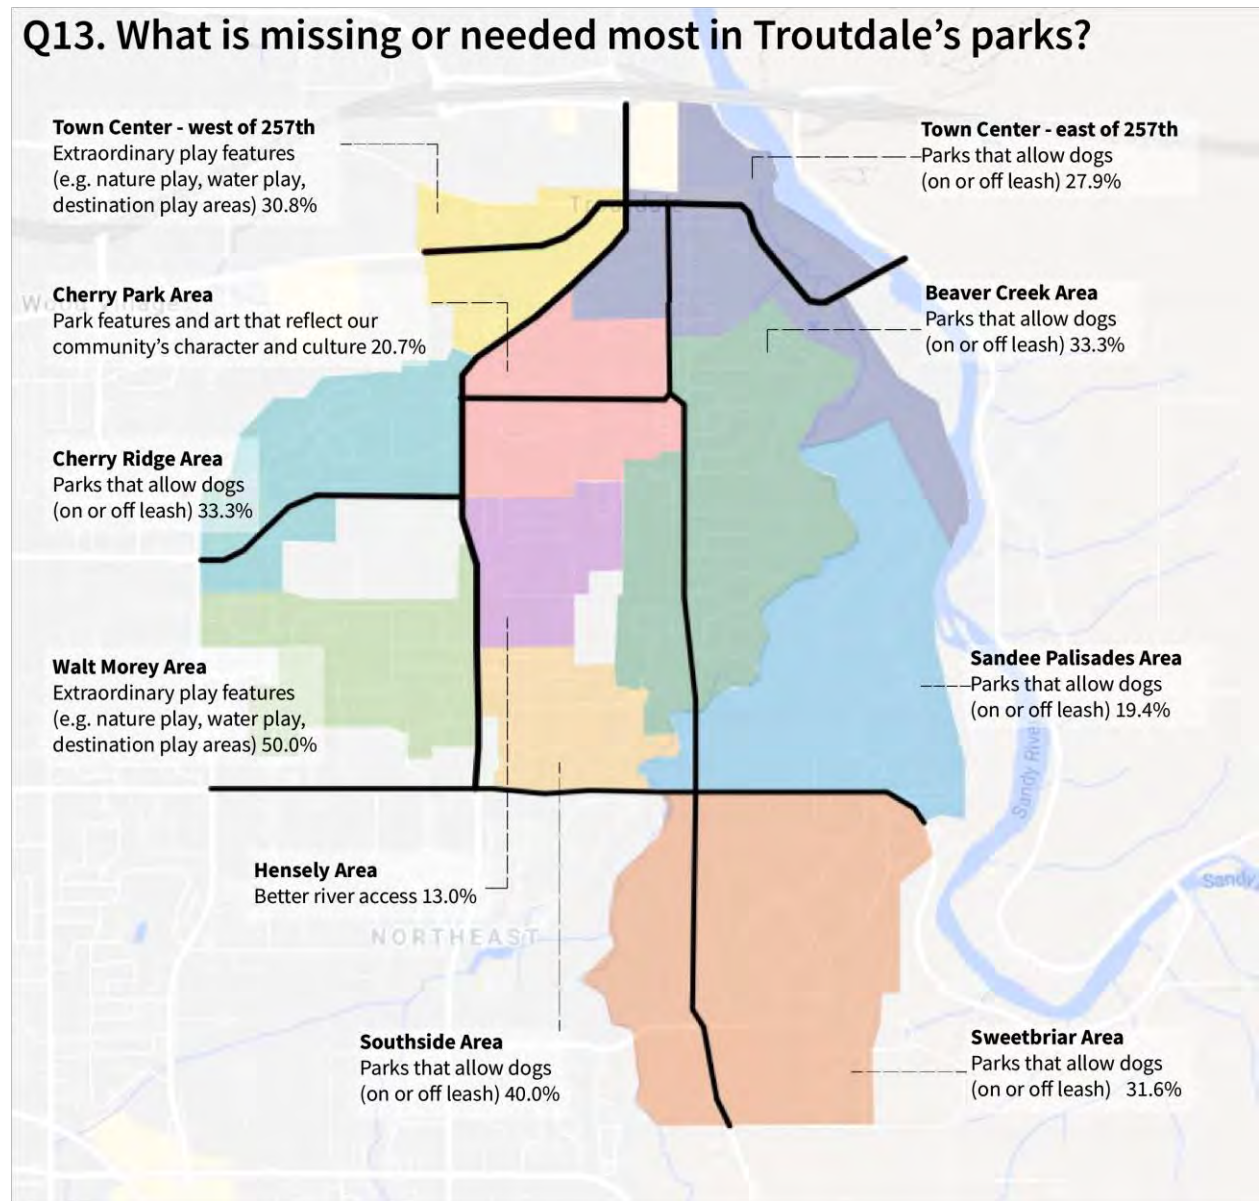 Q13. What is missing or needed most in Troutdale's parks?
Town Center - west of 257th
Extraordinary play features
(e.g. nature play, water play,
destination play areas) 30.8%
Town Center - east of 257th
Parks that allow dogs
(on or off leash) 27.9%
Cherry Park Area
Park features and art that reflect our
community's character and culture 20.7%
Beaver Creek Area
Parks that allow dogs
(on or off leash) 33.3%
Cherry Ridge Area
Parks that allow dogs
(on or off leash) 33.3%
Walt Morey Area
Extraordinary play features
(e.g. nature play, water play,
destination play areas) 50.0%
Sandee Palisades Area
Parks that allow dogs
(on or off leash) 19.4%
Sandy River
Hensely Area
Better river access 13.0%
Sandy
NORTHEAST
Southside Area
Parks that allow dogs
(on or off leash) 40.0%
Sweetbriar Area
Parks that allow dogs
(on or off leash) 31.6%